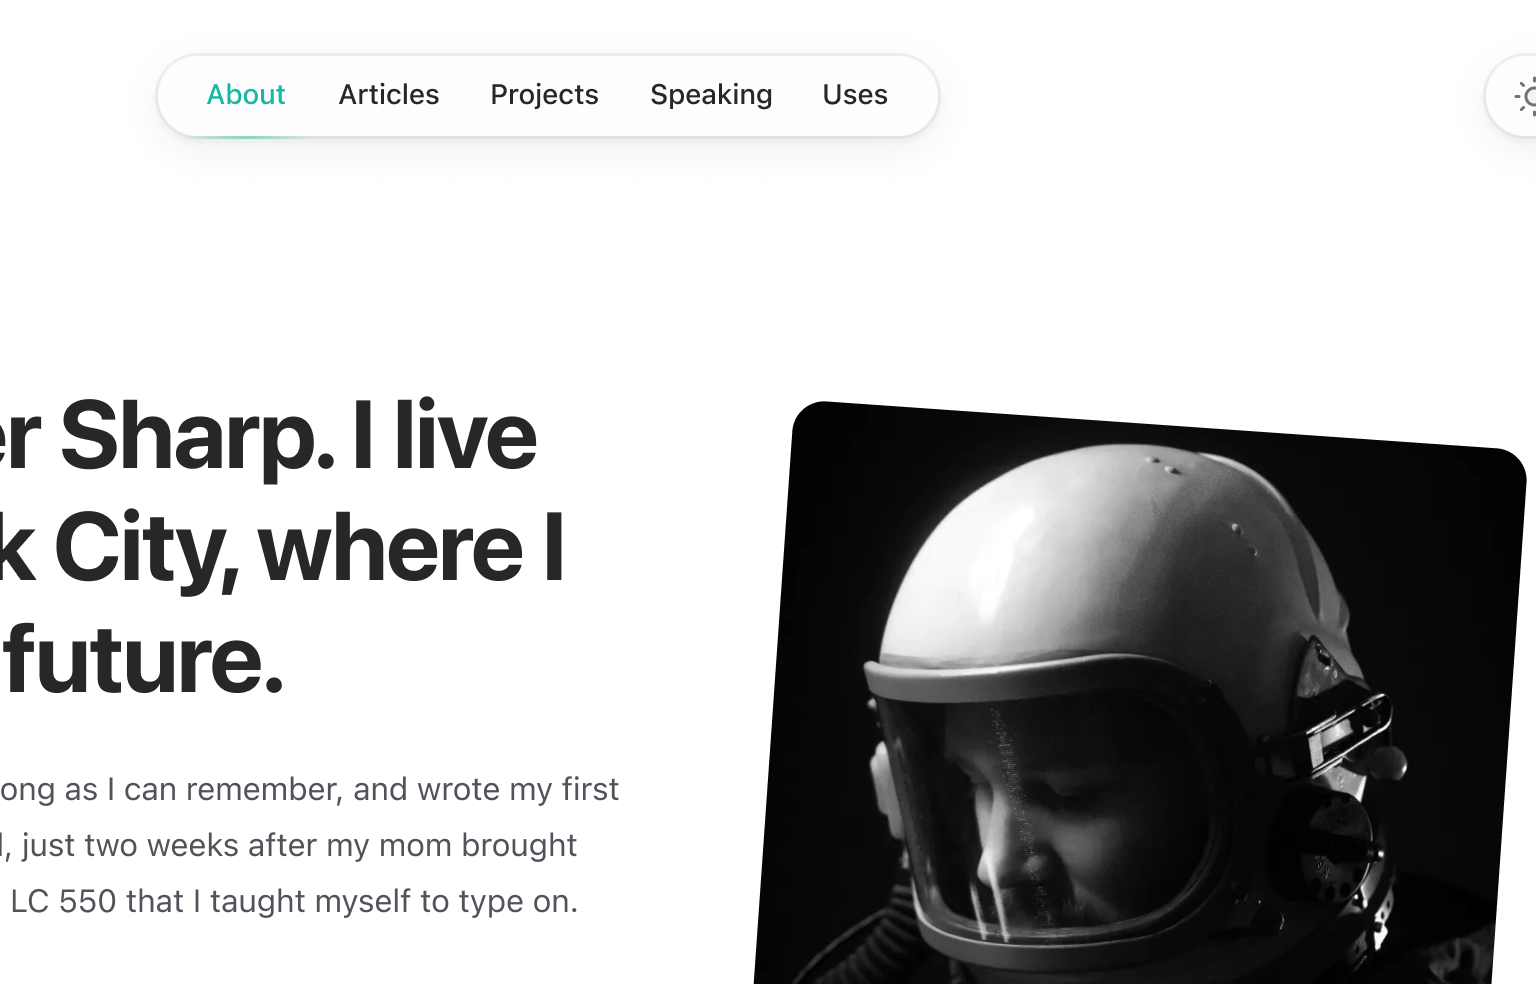 About Articles Projects Speaking Uses
er Sharp. I live
k City, where I
future.
ong as I can remember, and wrote my first
, just two weeks after my mom brought
LC 550 that I taught myself to type on.